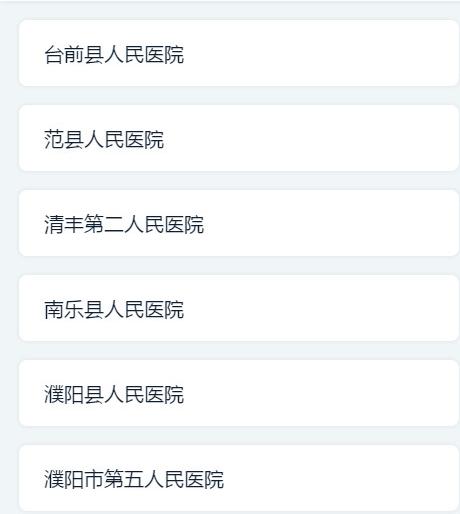 台前县人民医院
范县人民医院
清丰第二人民医院
南乐县人民医院
濮阳县人民医院
濮阳市第五人民医院